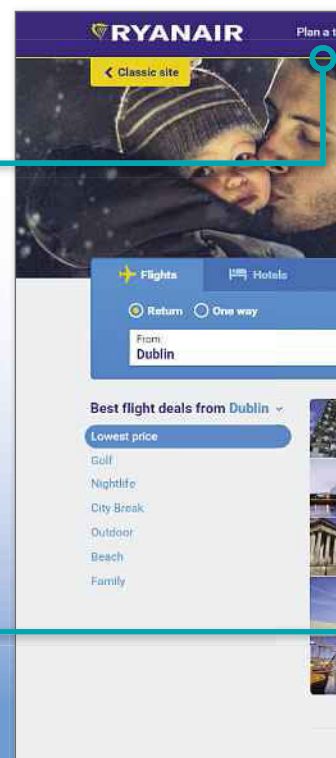 RYANAIR
Plan a t
Classic site
Flights
Hotels
Return
One way
From:
Dublin
Best flight deals from Dublin
Lowest price
Golf
Nightlife
City Break
Outdoor
Beach
Family